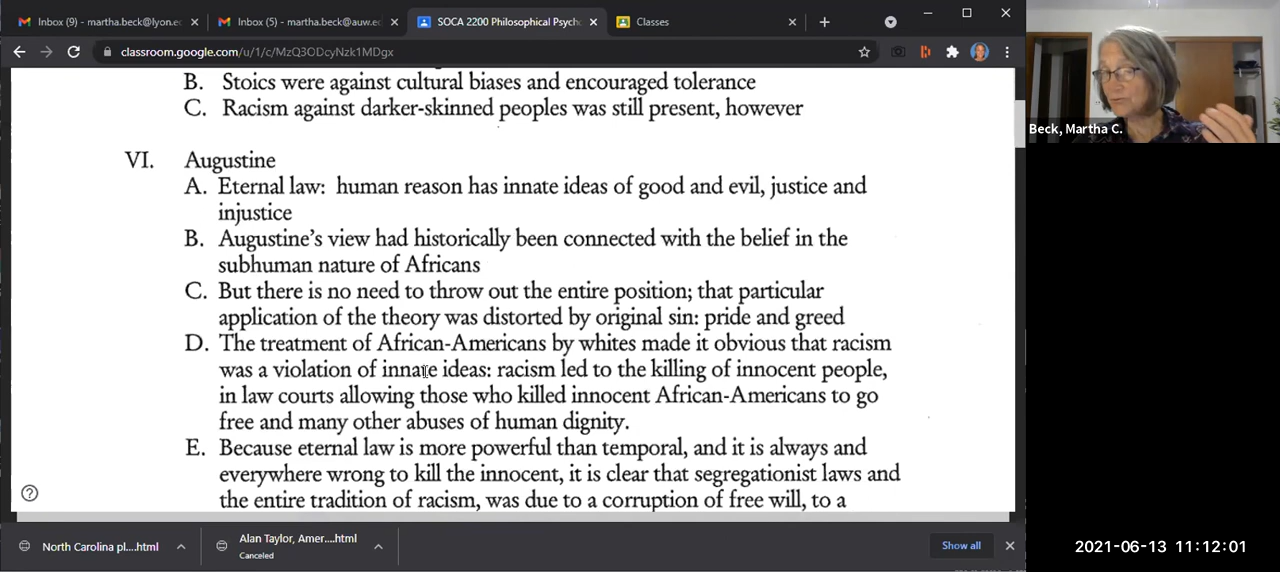 Inbox (9) - martha.beck@lyon.e
Inbox (5) - martha.beck@auw.ed
SOCA 2200 Philosophical Psych
Classes
classroom.google.com/u/1/c/MzQ3ODcyNzk1MDgx
B. Stoics were against cultural biases and encouraged tolerance
C. Racism against darker-skinned peoples was still present, however
VI. Augustine
A. Eternal law: human reason has innate ideas of good and evil, justice and
injustice
B. Augustine's view had historically been connected with the belief in the
subhuman nature of Africans
C. But there is no need to throw out the entire position; that particular
application of the theory was distorted by original sin: pride and greed
D. The treatment of African-Americans by whites made it obvious that racism
was a violation of innate ideas: racism led to the killing of innocent people,
in law courts allowing those who killed innocent African-Americans to go
free and many other abuses of human dignity.
E. Because eternal law is more powerful than temporal, and it is always and
everywhere wrong to kill the innocent, it is clear that segregationist laws and
the entire tradition of racism, was due to a corruption of free will, to a
Beck, Martha C.
North Carolina pl....html
Alan Taylor, Amer....html
Canceled
Show all
2021-06-13 11:12:01